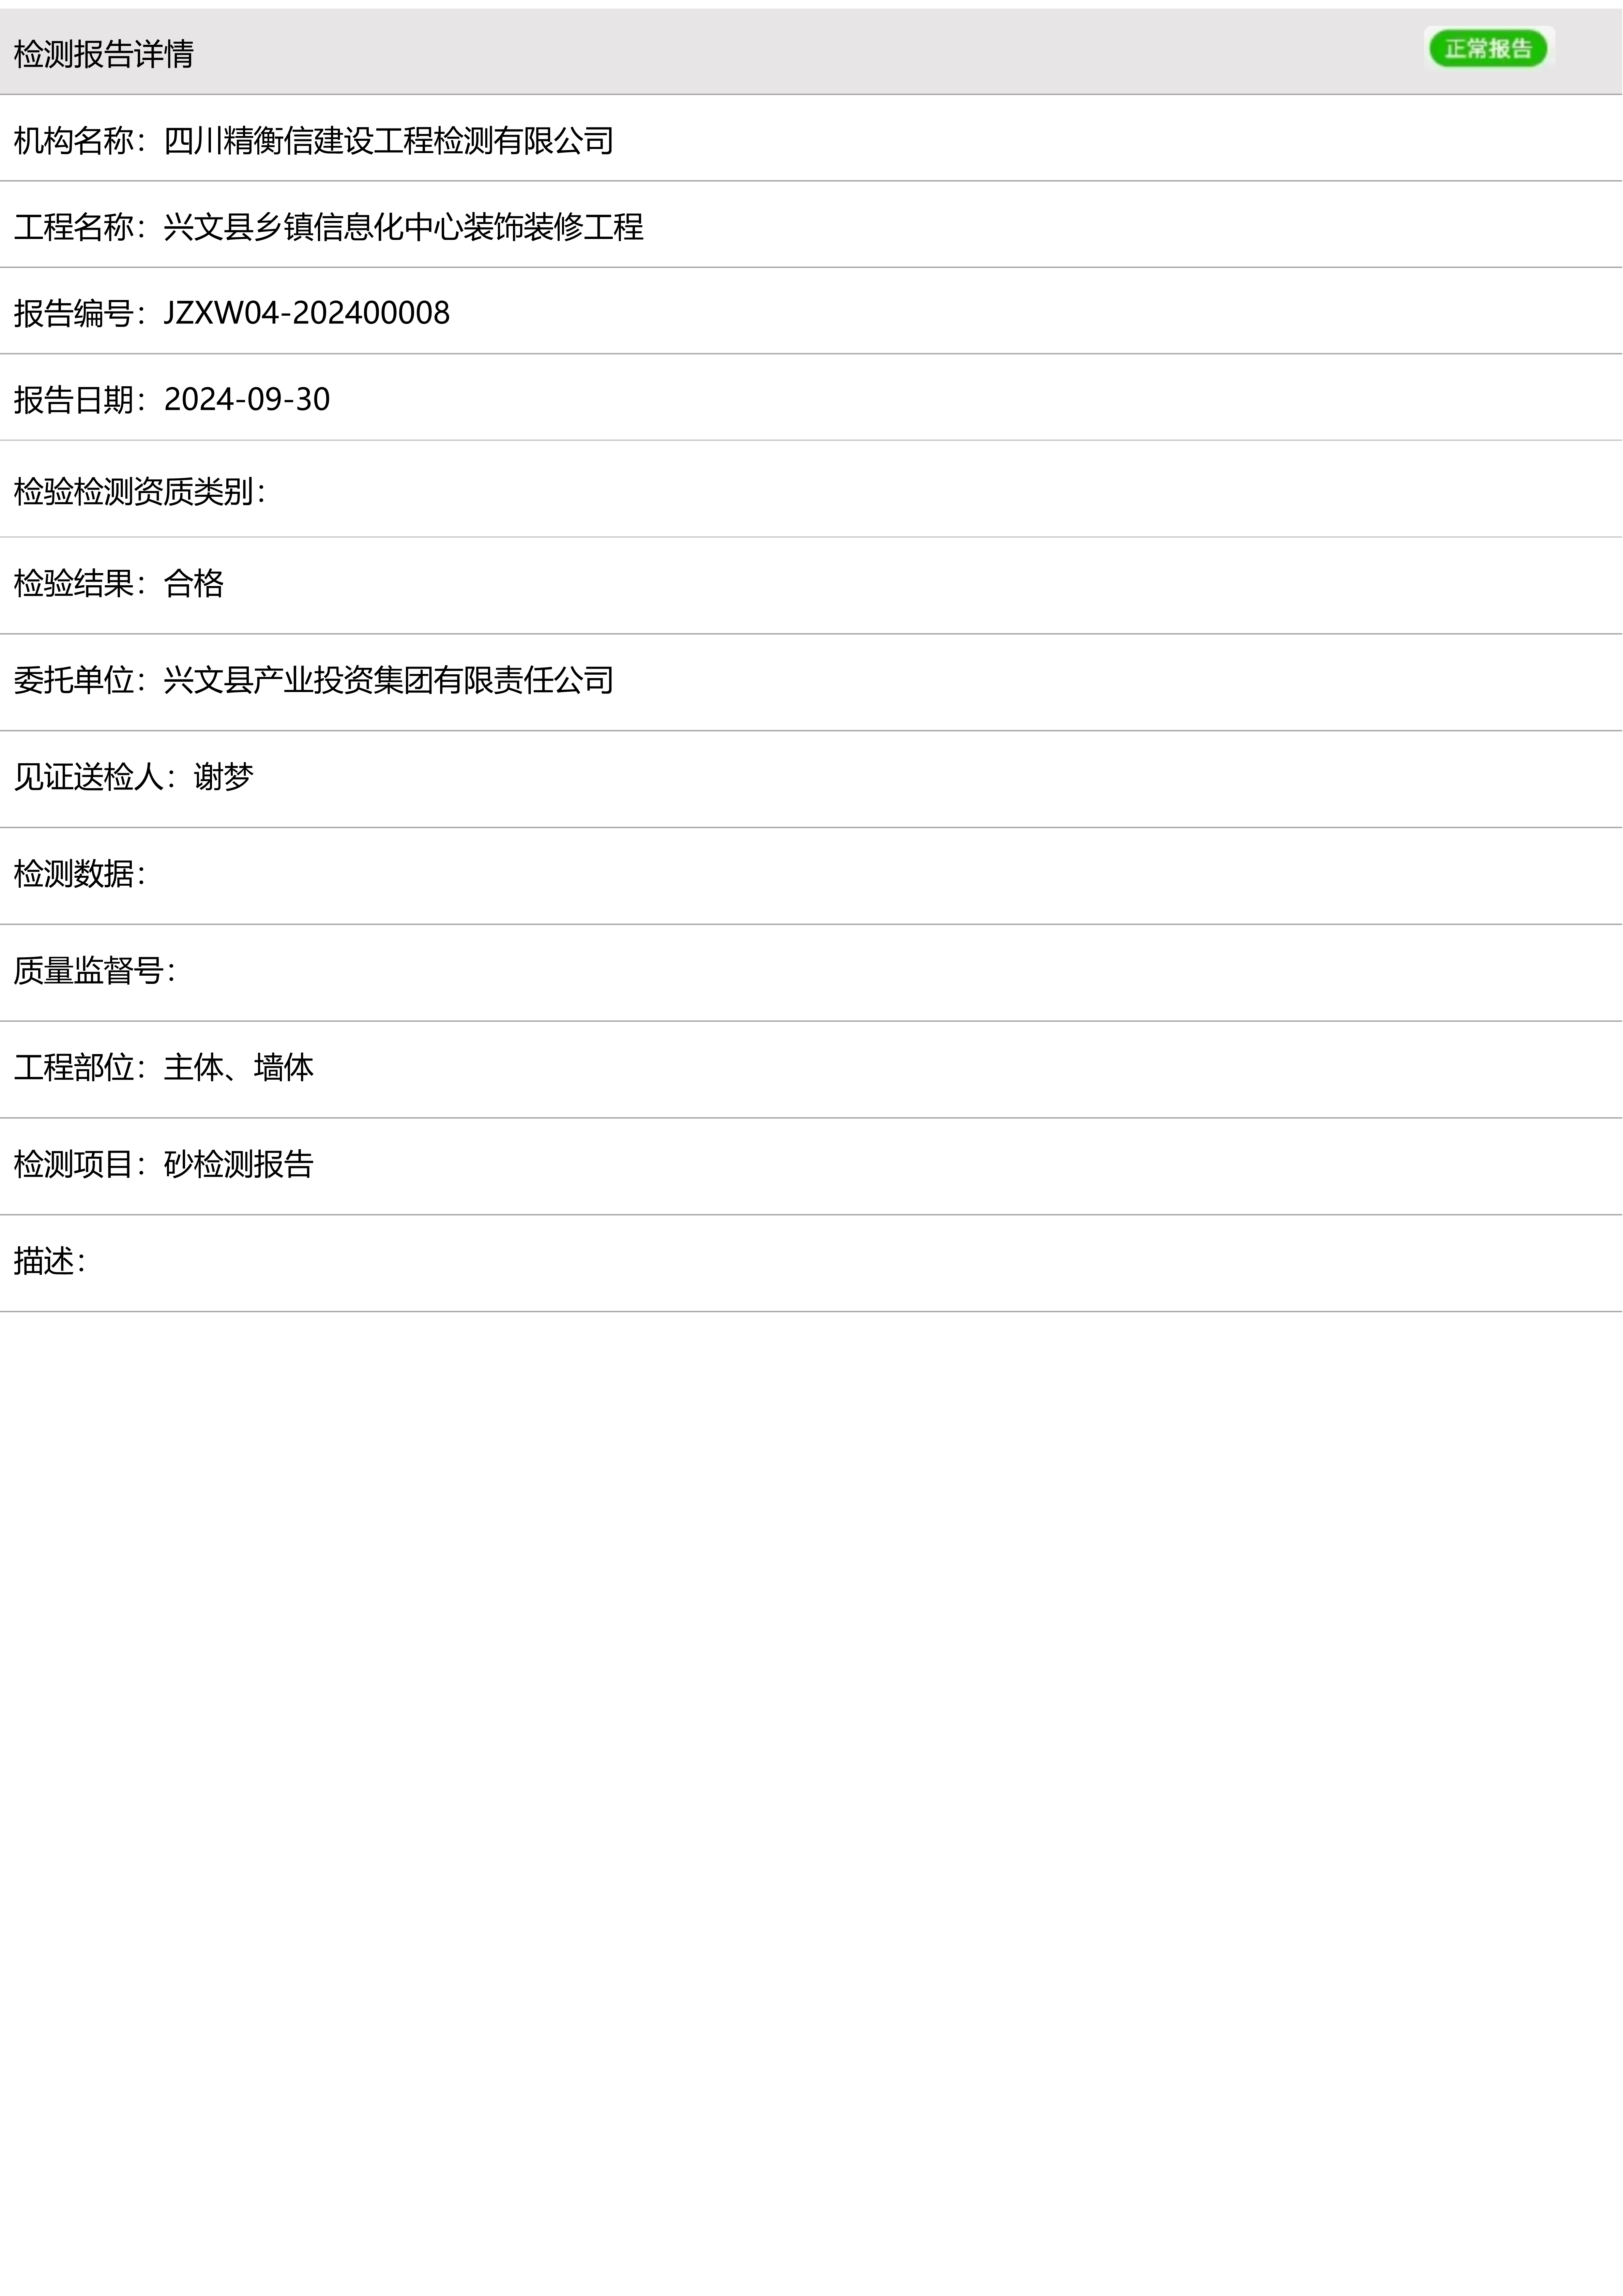 检测报告详情
正常报告
机构名称：四川精衡信建设工程检测有限公司
工程名称：兴文县乡镇信息化中心装饰装修工程
报告编号：JZXW04-202400008
报告日期：2024-09-30
检验检测资质类别：
检验结果：合格
委托单位：兴文县产业投资集团有限责任公司
见证送检人：谢梦
检测数据：
质量监督号：
工程部位：主体、墙体
检测项目：砂检测报告
描述：